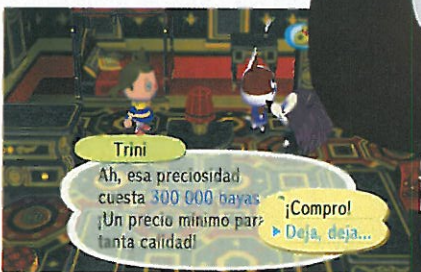 Trini
Ah, esa preciosidad
cuesta 300 000 bayas
¡Un precio mínimo para
tanta calidad!
¡Compro!
Deja, deja...